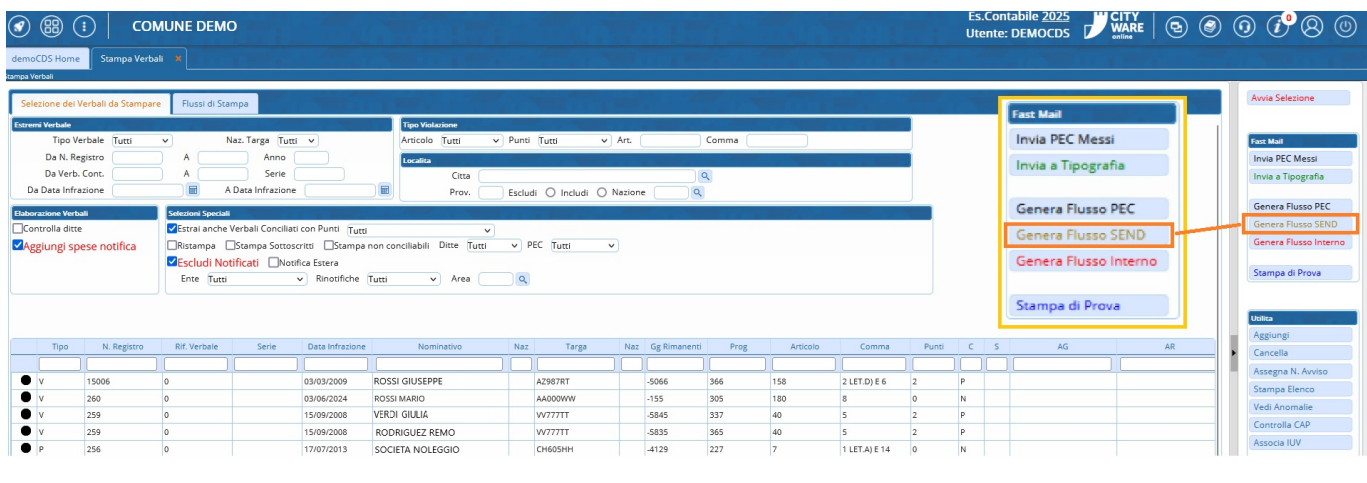 COMUNE DEMO
Es.Contabile 2025
Utente: DEMOCDS
CITY
WARE
online
0
demoCDS Home
Stampa Verbali ×
Stampa Verbali
Selezione dei Verbali da Stampare
Flussi di Stampa
Estremi Verbale
Tipo Verbale Tutti Naz. Targa Tutti
Da N. Registro A Anno
Da Verb. Cont. A Serie
Da Data Infrazione A Data Infrazione
Tipo Violazione
Articolo Tutti Punti Tutti Art. Comma
Localita
Citta
Prov. Escludi Includi Nazione
Elaborazione Verbali
Controlla ditte
Aggiungi spese notifica
Selezioni Speciali
Estrai anche Verbali Conciliati con Punti Tutti
Ristampa Stampa Sottoscritti Stampa non conciliabili Ditte Tutti PEC Tutti
Escludi Notificati Notifica Estera
Ente Tutti Rinotifiche Tutti Area
Fast Mail
Invia PEC Messi
Invia a Tipografia
Genera Flusso PEC
Genera Flusso SEND
Genera Flusso Interno
Stampa di Prova
Avvia Selezione
Fast Mail
Invia PEC Messi
Invia a Tipografia
Genera Flusso PEC
Genera Flusso SEND
Genera Flusso Interno
Stampa di Prova
Utilita
Aggiungi
Cancella
Assegna N. Avviso
Stampa Elenco
Vedi Anomalie
Controlla CAP
Associa IUV
Tipo N. Registro Rif. Verbale Serie Data Infrazione Nominativo Naz Targa Naz Gg Rimanenti Prog Articolo Comma Punti C S AG AR
V 15006 0 03/03/2009 ROSSI GIUSEPPE AZ987RT -5066 366 158 2 LET.D) E 6 2 P
V 260 0 03/06/2024 ROSSI MARIO AA000WW -155 305 180 8 0 N
V 259 0 15/09/2008 VERDI GIULIA VV777TT -5845 337 40 5 2 P
V 259 0 15/09/2008 RODRIGUEZ REMO VV777TT -5835 365 40 5 2 P
P 256 0 17/07/2013 SOCIETA NOLEGGIO CH605HH -4129 227 7 1 LET.A) E 14 0 N